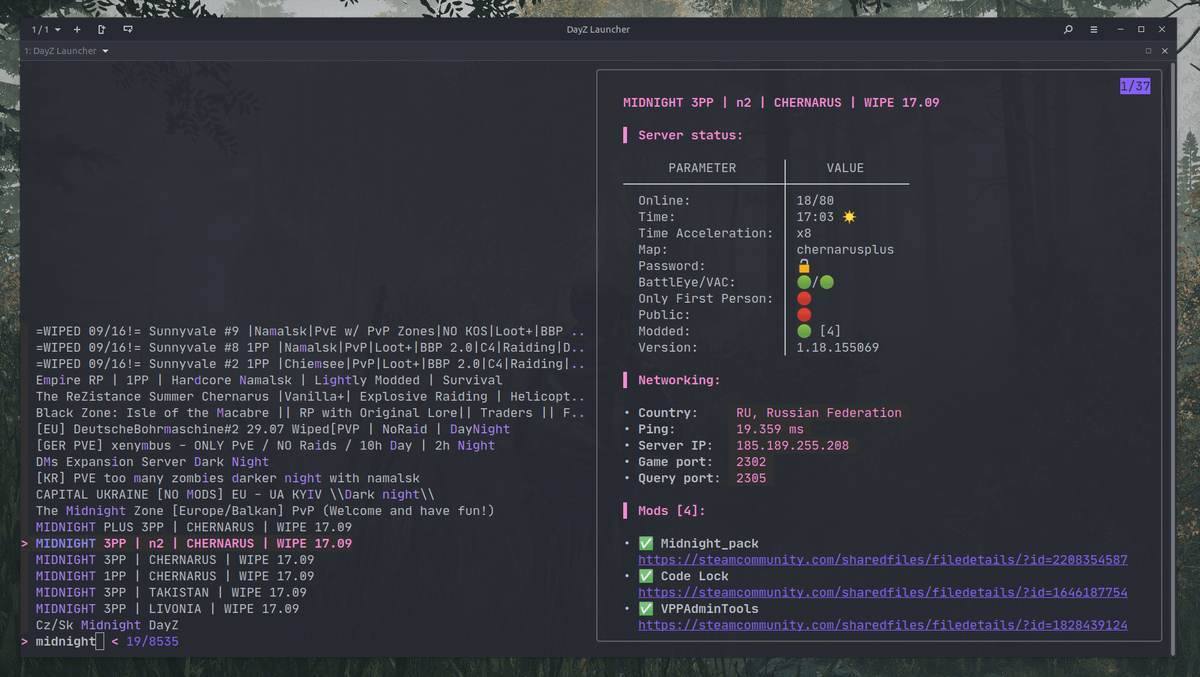 1/1
DayZ Launcher
1: DayZ Launcher
=WIPED 09/16!= Sunnyvale #9 |Namalsk|PvE w/ PvP Zones|NO KOS|Loot+|BBP ..
=WIPED 09/16!= Sunnyvale #8 1PP |Namalsk|PvP|Loot+|BBP 2.0|C4|Raiding|D..
=WIPED 09/16!= Sunnyvale #2 1PP |Chiemsee|PvP|Loot+|BBP 2.0|C4|Raiding|..
Empire RP | 1PP | Hardcore Namalsk | Lightly Modded | Survival
The ReZistance Summer Chernarus |Vanilla+| Explosive Raiding | Helicopt..
Black Zone: Isle of the Macabre || RP with Original Lore|| Traders || F..
[EU] DeutscheBohrmaschine#2 29.07 Wiped[PVP | NoRaid | DayNight
[GER PVE] xenymbus - ONLY PvE / NO Raids / 10h Day | 2h Night
DMs Expansion Server Dark Night
[KR] PVE too many zombies darker night with namalsk
CAPITAL UKRAINE [NO MODS] EU - UA KYIV \\Dark night\\
The Midnight Zone [Europe/Balkan] PvP (Welcome and have fun!)
MIDNIGHT PLUS 3PP | CHERNARUS | WIPE 17.09
> MIDNIGHT 3PP | n2 | CHERNARUS | WIPE 17.09
MIDNIGHT 3PP | CHERNARUS | WIPE 17.09
MIDNIGHT 1PP | CHERNARUS | WIPE 17.09
MIDNIGHT 3PP | TAKISTAN | WIPE 17.09
MIDNIGHT 3PP | LIVONIA | WIPE 17.09
Cz/Sk Midnight DayZ
> midnight < 19/8535
1/37
MIDNIGHT 3PP | n2 | CHERNARUS | WIPE 17.09
Server status:
PARAMETER VALUE
Online: 18/80
Time: 17:03
Time Acceleration: x8
Map: chernarusplus
Password:
BattlEye/VAC: /
Only First Person:
Public:
Modded: [4]
Version: 1.18.155069
Networking:
• Country: RU, Russian Federation
• Ping: 19.359 ms
• Server IP: 185.189.255.208
• Game port: 2302
• Query port: 2305
Mods [4]:
• Midnight_pack
https://steamcommunity.com/sharedfiles/filedetails/?id=2208354587
• Code Lock
https://steamcommunity.com/sharedfiles/filedetails/?id=1646187754
• VPPAdminTools
https://steamcommunity.com/sharedfiles/filedetails/?id=1828439124